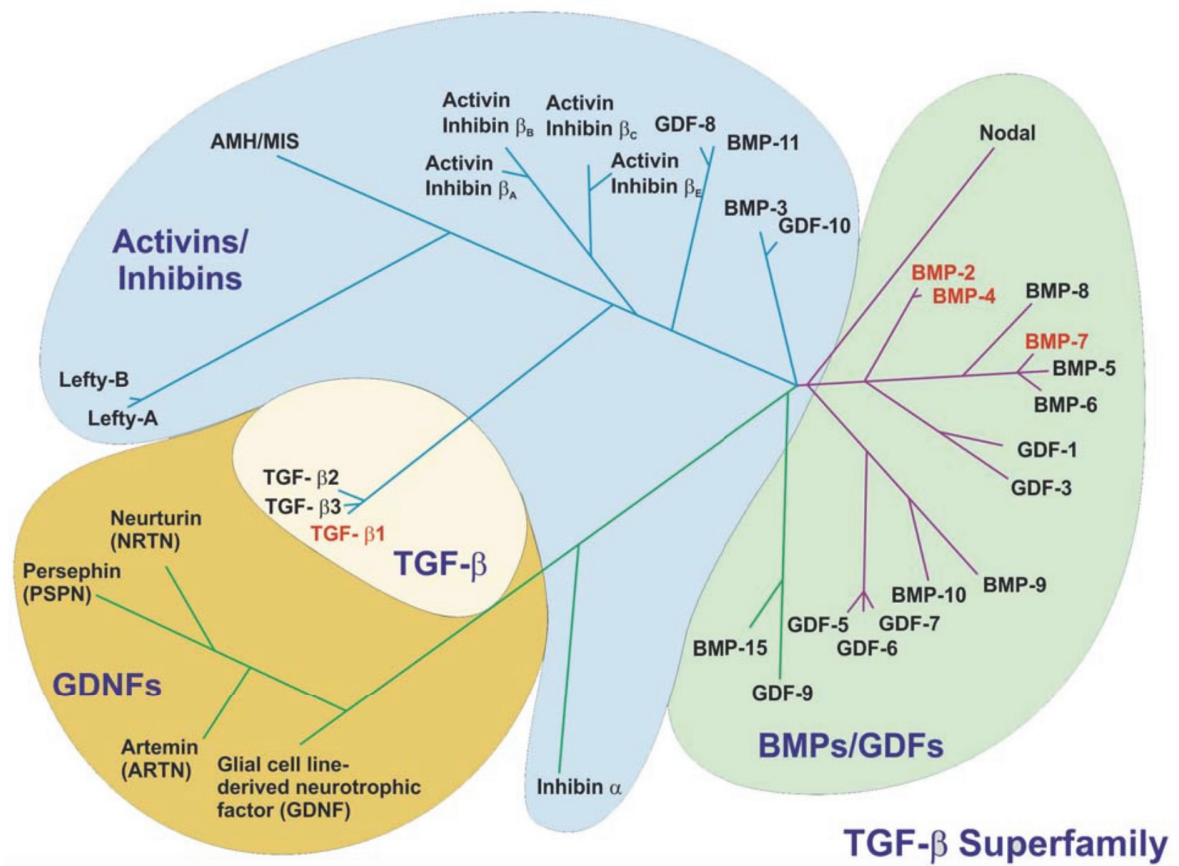 Activin
Inhibin βB
Activin
Inhibin βC
GDF-8
BMP-11
AMH/MIS
Activin
Inhibin βA
Activin
Inhibin βE
Nodal
BMP-3
GDF-10
Activins/
Inhibins
BMP-2
BMP-4
BMP-8
BMP-7
BMP-5
BMP-6
Lefty-B
Lefty-A
GDF-1
GDF-3
TGF- β2
TGF- β3
TGF- β1
TGF-β
Neurturin
(NRTN)
Persephin
(PSPN)
GDNFs
BMP-10
BMP-9
GDF-5
GDF-7
GDF-6
BMP-15
GDF-9
Artemin
(ARTN)
Glial cell line-
derived neurotrophic
factor (GDNF)
Inhibin α
BMPs/GDFs
TGF-β Superfamily